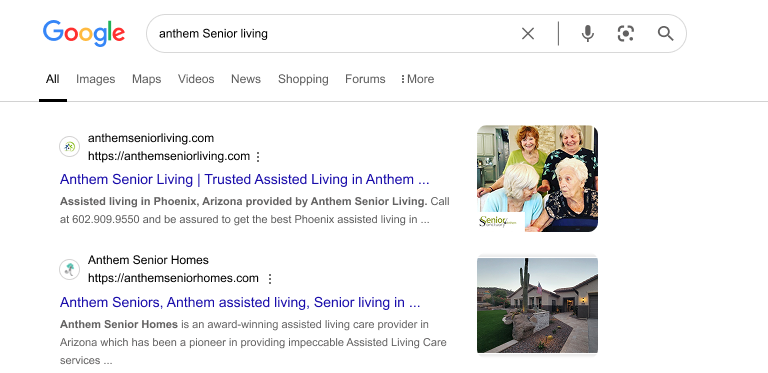 Google
anthem Senior living
All Images Maps Videos News Shopping Forums More
anthemseniorliving.com
https://anthemseniorliving.com
Anthem Senior Living | Trusted Assisted Living in Anthem ...
Assisted living in Phoenix, Arizona provided by Anthem Senior Living. Call
at 602.909.9550 and be assured to get the best Phoenix assisted living in ...
Senior
Anthem Senior Homes
https://anthemseniorhomes.com
Anthem Seniors, Anthem assisted living, Senior living in ...
Anthem Senior Homes is an award-winning assisted living care provider in
Arizona which has been a pioneer in providing impeccable Assisted Living Care
services ...